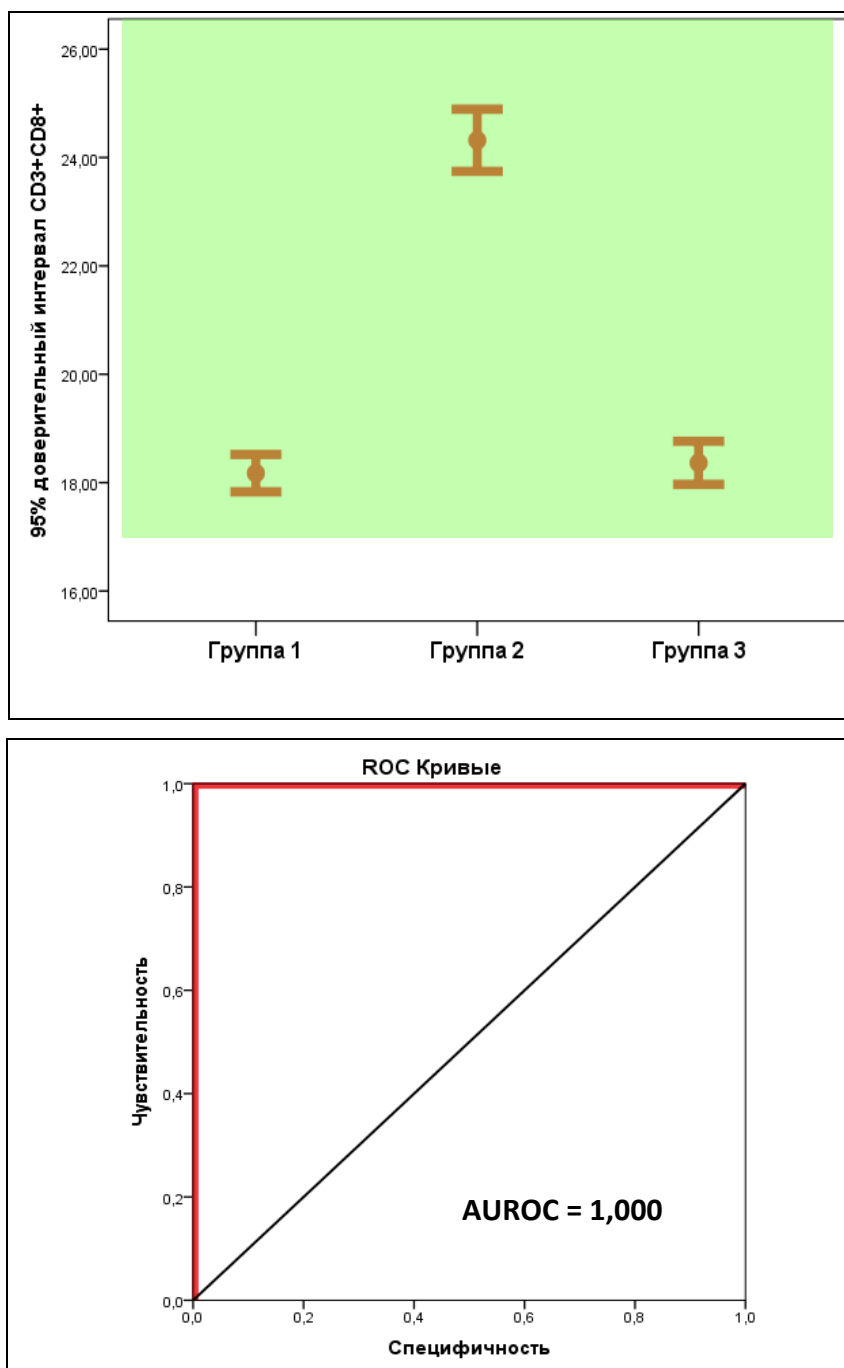 95% доверительный интервал CD3+CD8+
26,00
24,00
22,00
20,00
18,00
16,00
Группа 1 Группа 2 Группа 3
ROC Кривые
Чувствительность
1,0
0,8
0,6
0,4
0,2
0,0
AUROC = 1,000
0,0 0,2 0,4 0,6 0,8 1,0
Специфичность